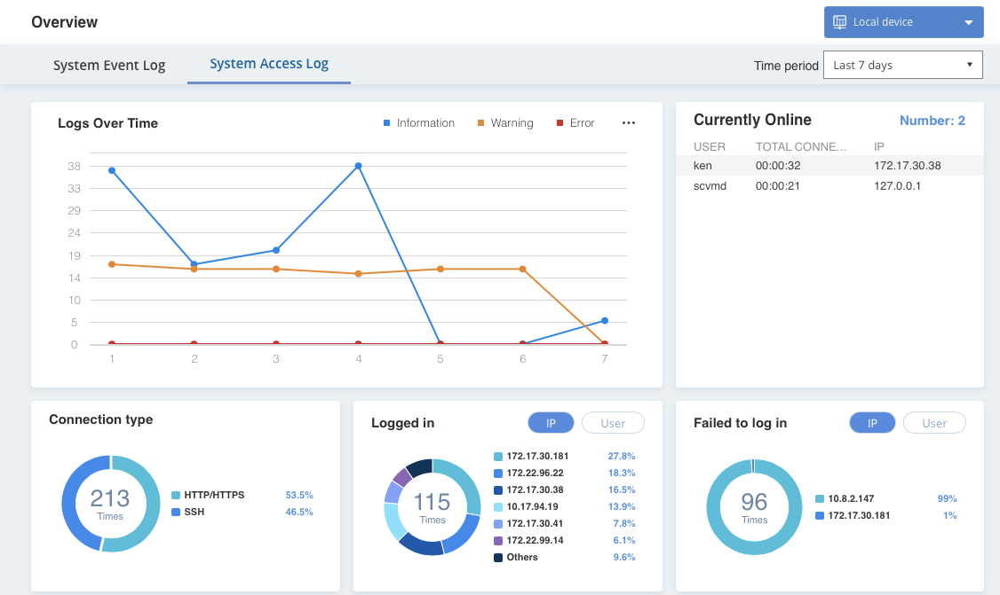 Overview
Local device
System Event Log
System Access Log
Time period
Last 7 days
Logs Over Time
Information
Warning
Error
38
33
29
24
19
14
10
5
0
1 2 3 4 5 6 7
Currently Online
Number: 2
USER TOTAL CONNE... IP
ken 00:00:32 172.17.30.38
scvmd 00:00:21 127.0.0.1
Connection type
213
Times
HTTP/HTTPS 53.5%
SSH 46.5%
Logged in
IP
User
115
Times
172.17.30.181 27.8%
172.22.96.22 18.3%
172.17.30.38 16.5%
10.17.94.19 13.9%
172.17.30.41 7.8%
172.22.99.14 6.1%
Others 9.6%
Failed to log in
IP
User
96
Times
10.8.2.147 99%
172.17.30.181 1%